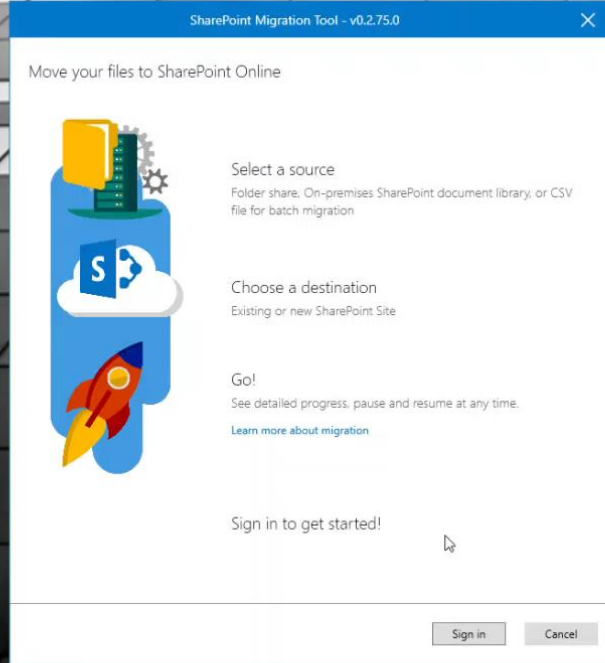 SharePoint Migration Tool - v0.2.75.0
Move your files to SharePoint Online
Select a source
Folder share, On-premises SharePoint document library, or CSV
file for batch migration
S
Choose a destination
Existing or new SharePoint Site
Go!
See detailed progress, pause and resume at any time.
Learn more about migration
Sign in to get started!
Sign in
Cancel